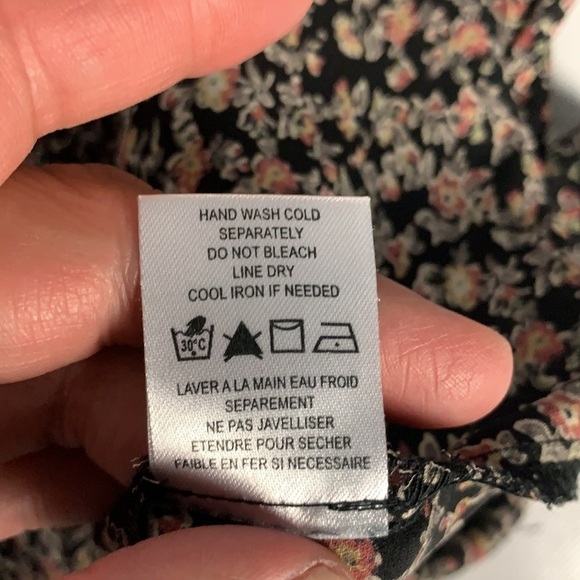 HAND WASH COLD
SEPARATELY
DO NOT BLEACH
LINE DRY
COOL IRON IF NEEDED
30°C
LAVER A LA MAIN EAU FROID
SEPAREMENT
NE PAS JAVELLISER
ETENDRE POUR SECHER
FAIBLE EN FER SI NECESSAIRE